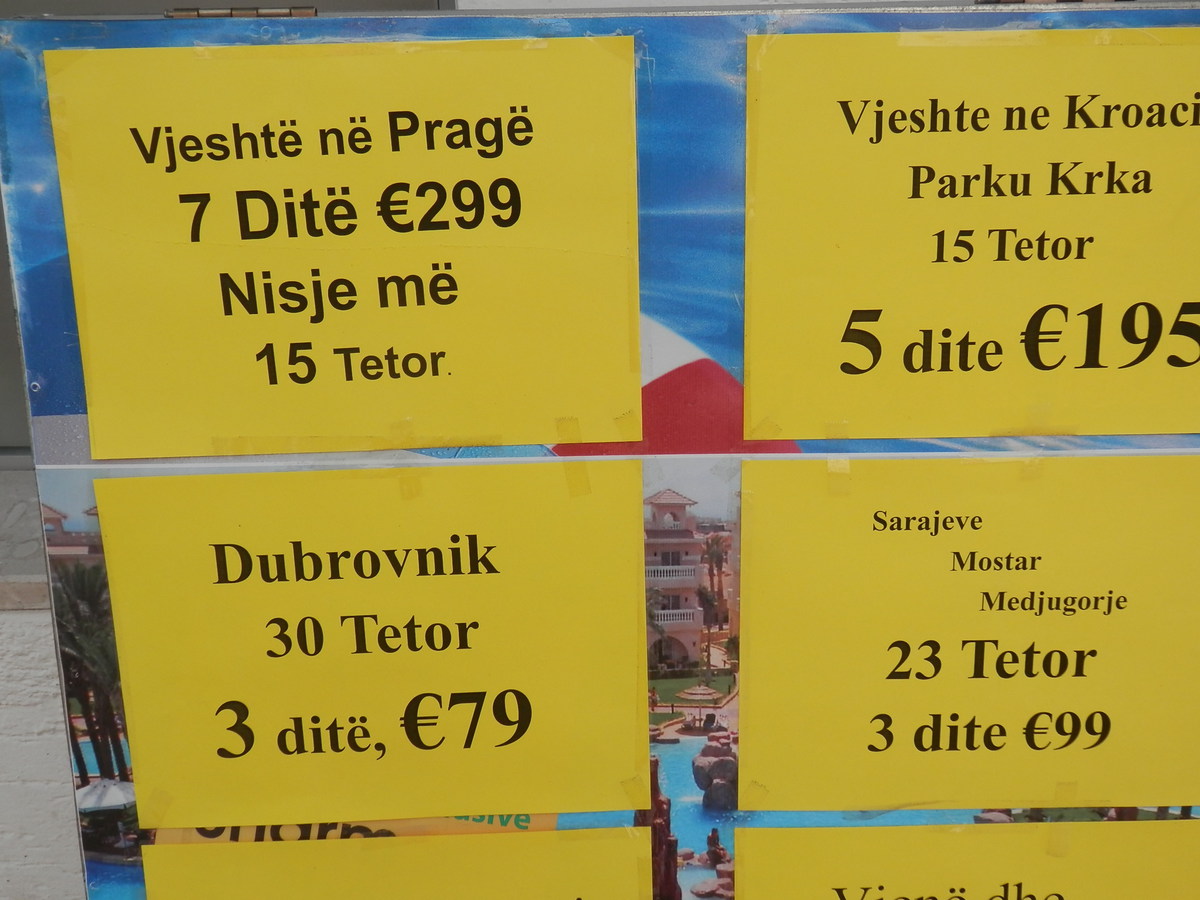 Vjeshtë në Pragë
7 Ditë €299
Nisje më
15 Tetor.
Vjeshte ne Kroaci
Parku Krka
15 Tetor
5 dite €195
Dubrovnik
30 Tetor
3 ditë, €79
Sarajeve
Mostar
Medjugorje
23 Tetor
3 dite €99